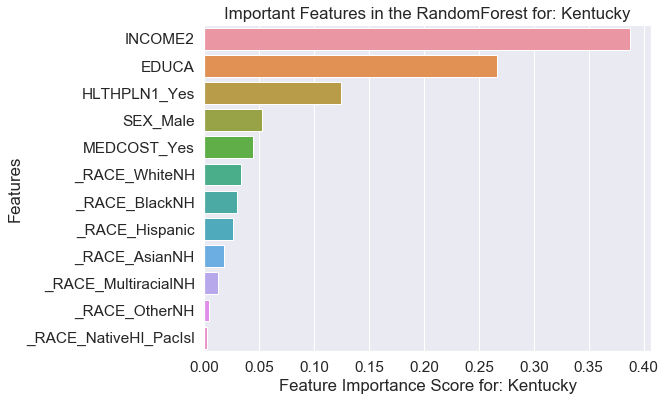 Important Features in the RandomForest for: Kentucky
INCOME2
EDUCA
HLTHPLN1_Yes
SEX_Male
MEDCOST_Yes
_RACE_WhiteNH
_RACE_BlackNH
_RACE_Hispanic
_RACE_AsianNH
_RACE_MultiracialNH
_RACE_OtherNH
_RACE_NativeHI_PacIsl
Features
0.00 0.05 0.10 0.15 0.20 0.25 0.30 0.35 0.40
Feature Importance Score for: Kentucky